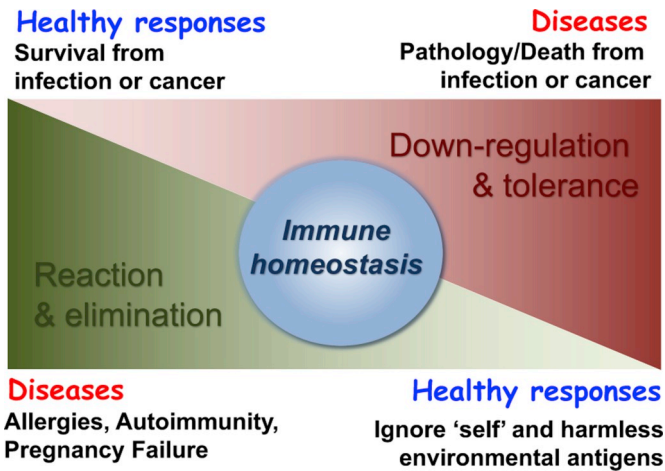 Healthy responses
Survival from
infection or cancer
Diseases
Pathology/Death from
infection or cancer
Down-regulation
& tolerance
Immune
homeostasis
Reaction
& elimination
Diseases
Allergies, Autoimmunity,
Pregnancy Failure
Healthy responses
Ignore ‘self’ and harmless
environmental antigens